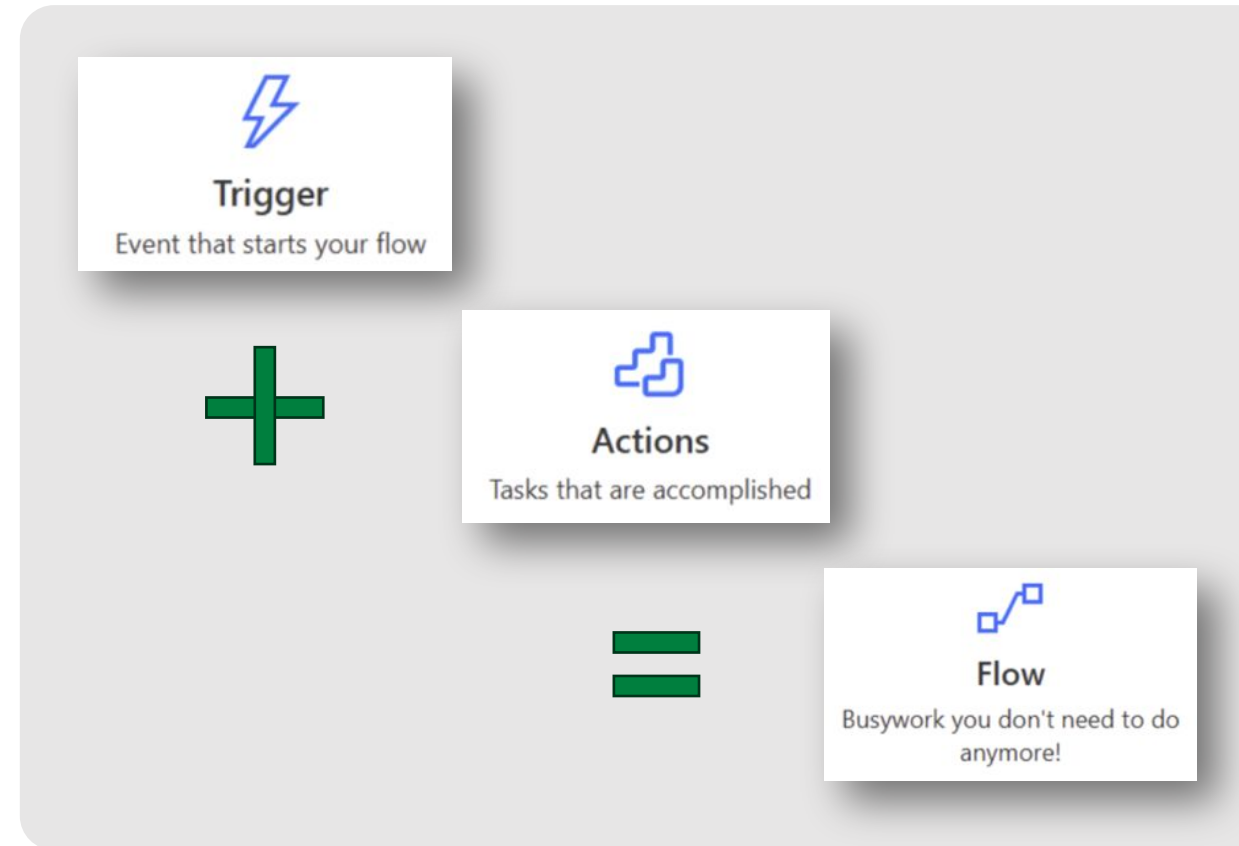 Trigger
Event that starts your flow
Actions
Tasks that are accomplished
Flow
Busywork you don't need to do
anymore!